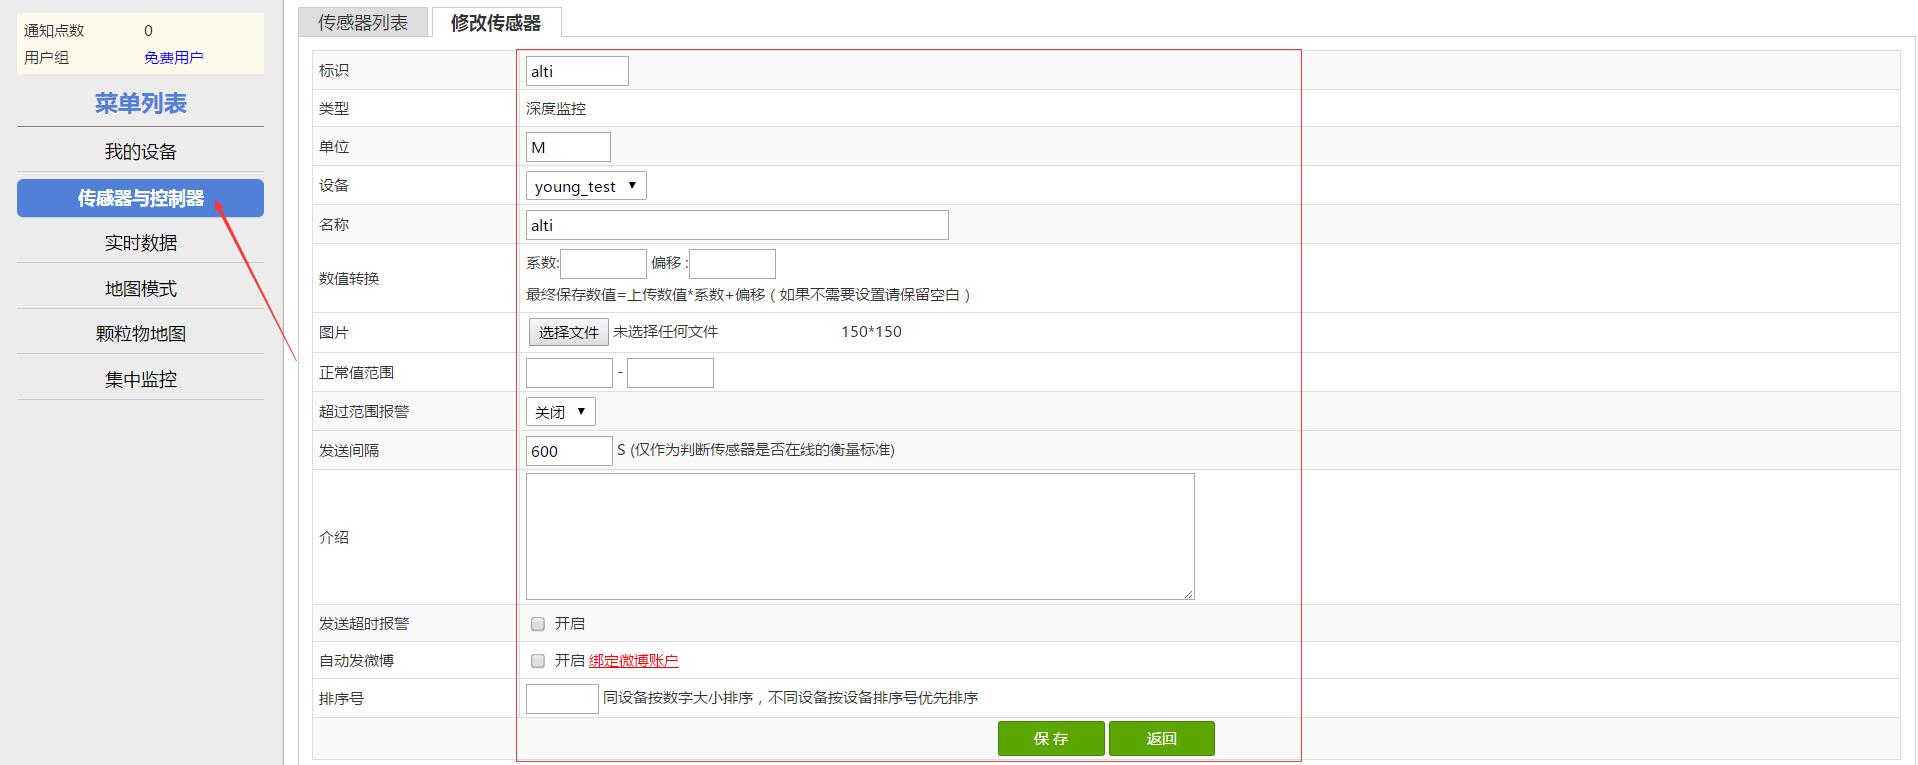 通知点数 0
用户组 免费用户
菜单列表
我的设备
传感器与控制器
实时数据
地图模式
颗粒物地图
集中监控
传感器列表 修改传感器
标识 alti
类型 深度监控
单位 M
设备 young_test
名称 alti
数值转换 系数: 偏移 :
最终保存数值=上传数值*系数+偏移 ( 如果不需要设置请保留空白 )
图片 选择文件 未选择任何文件 150*150
正常值范围 -
超过范围报警 关闭
发送间隔 600 S (仅作为判断传感器是否在线的衡量标准)
介绍
发送超时报警 开启
自动发微博 开启 绑定微博账户
排序号 同设备按数字大小排序，不同设备按设备排序号优先排序
保 存 返回